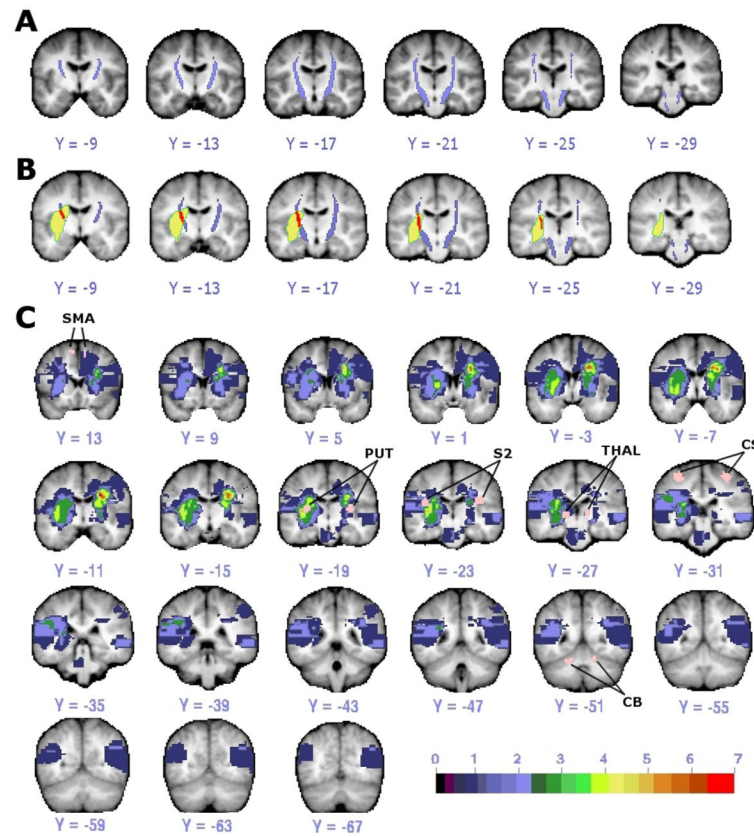 A
Y = -9 Y = -13 Y = -17 Y = -21 Y = -25 Y = -29
B
Y = -9 Y = -13 Y = -17 Y = -21 Y = -25 Y = -29
C
SMA
Y = 13 Y = 9 Y = 5 Y = 1 Y = -3 Y = -7
PUT S2 THAL CS
Y = -11 Y = -15 Y = -19 Y = -23 Y = -27 Y = -31
Y = -35 Y = -39 Y = -43 Y = -47 Y = -51 Y = -55
CB
0 1 2 3 4 5 6 7
Y = -59 Y = -63 Y = -67